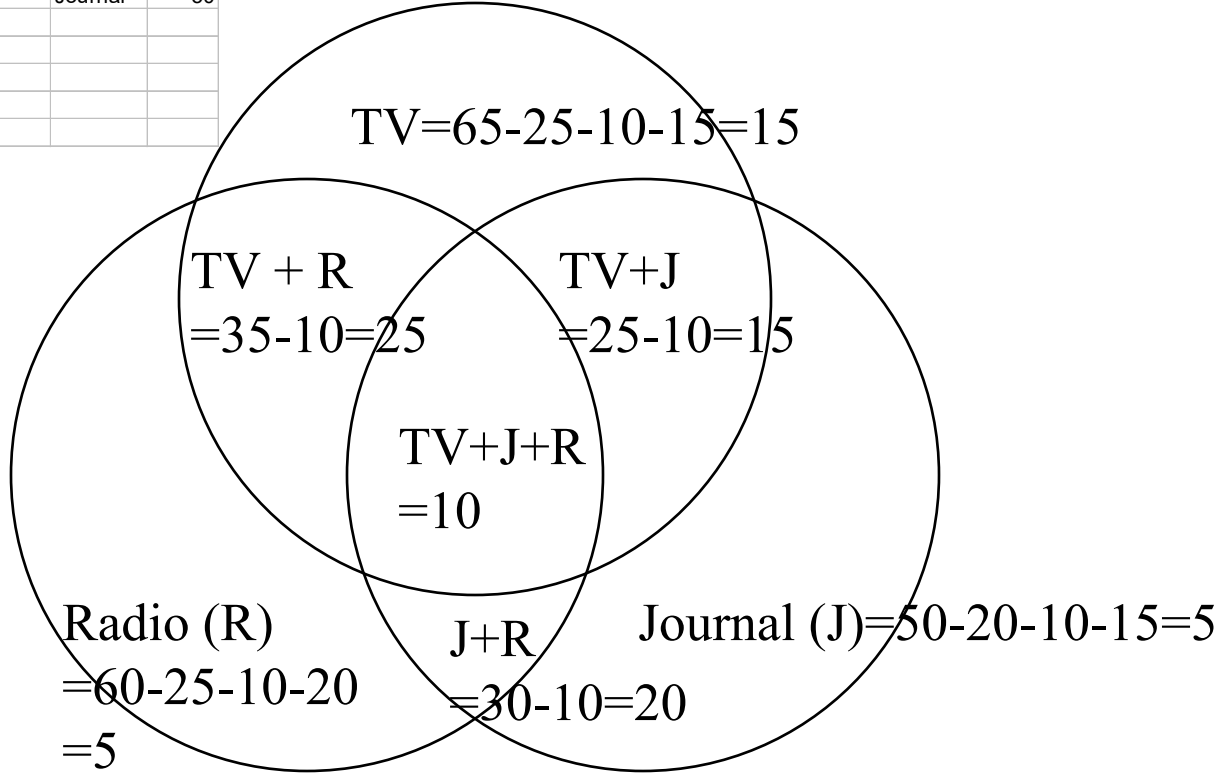 TV=65-25-10-15=15
TV + R
=35-10=25
TV+J
=25-10=15
TV+J+R
=10
Radio (R)
=60-25-10-20
=5
J+R
=30-10=20
Journal (J)=50-20-10-15=5